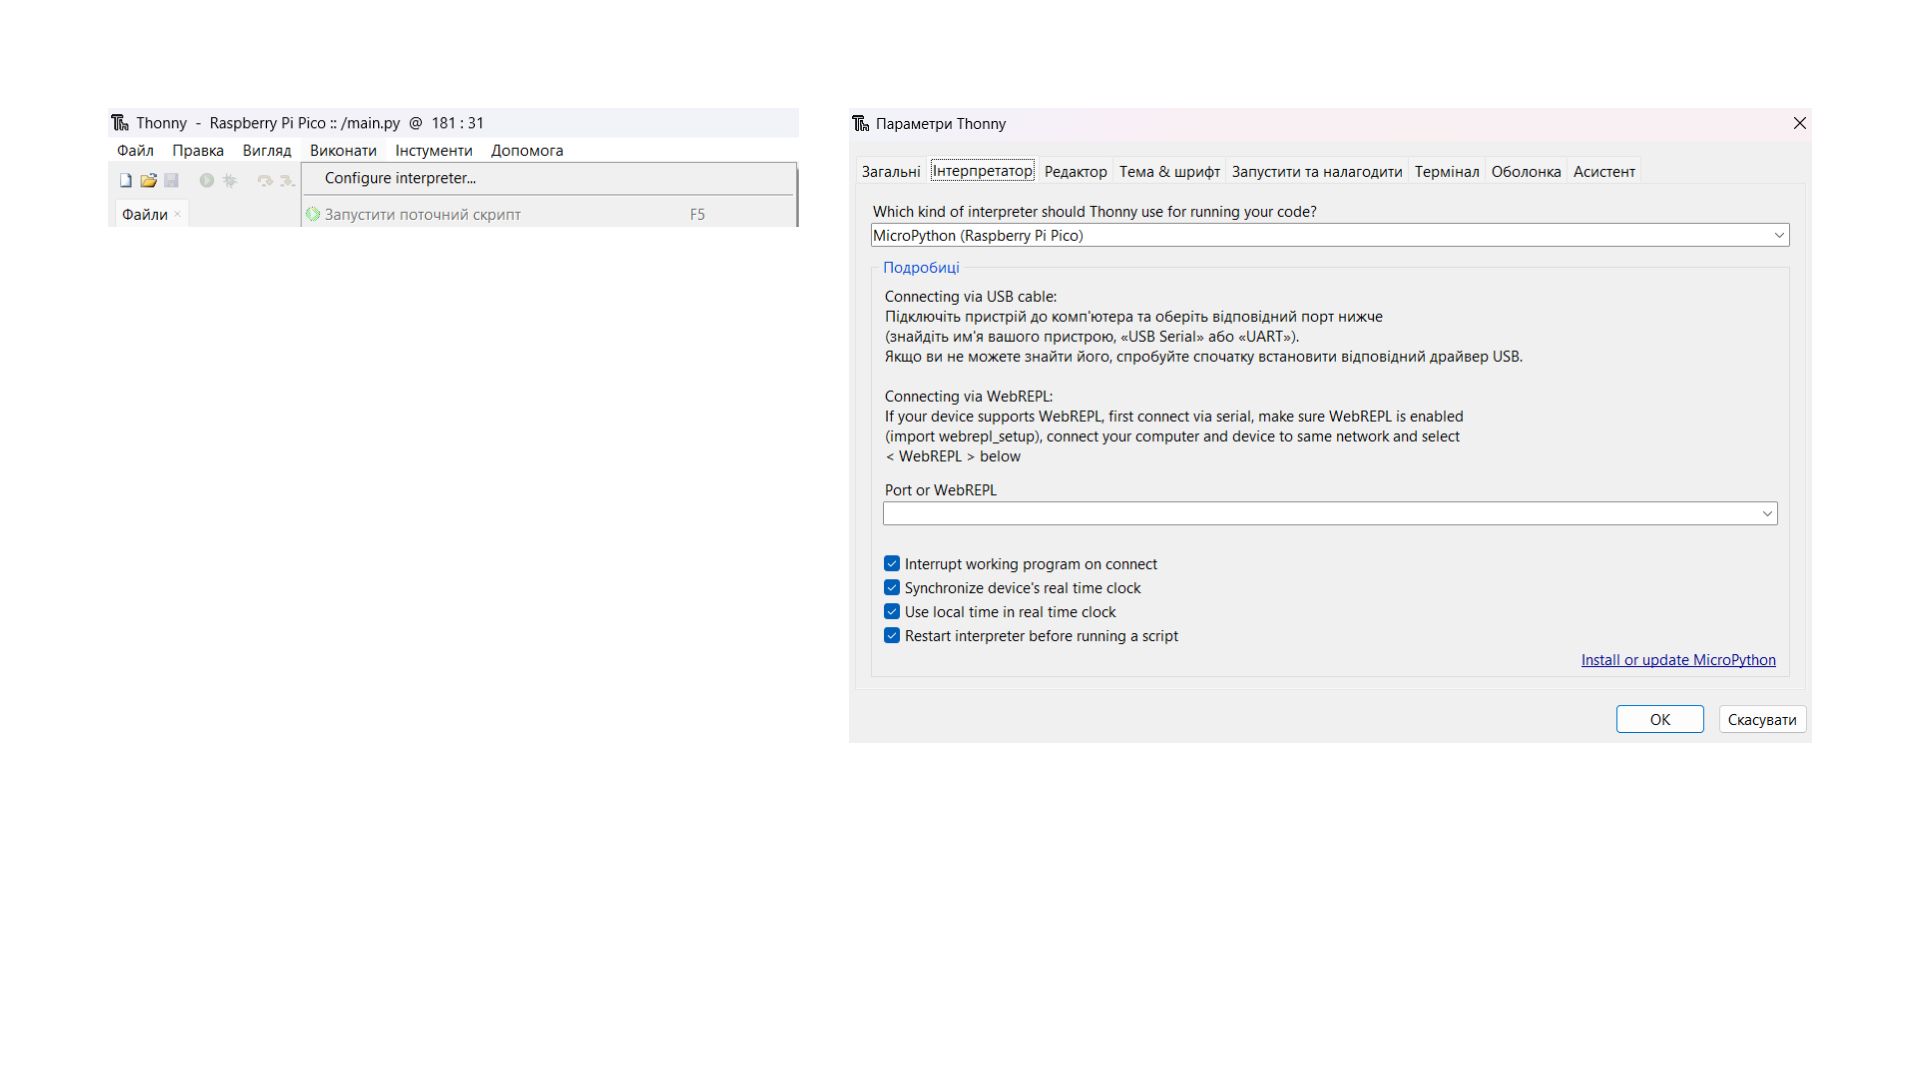 Thonny - Raspberry Pi Pico :: /main.py @ 181 : 31
Файл Правка Вигляд Виконати Інстументи Допомога
Configure interpreter...
Файли ×
Запустити поточний скрипт F5
Параметри Thonny
Загальні Інтерпретатор Редактор Тема & шрифт Запустити та налагодити Термінал Оболонка Асистент
Which kind of interpreter should Thonny use for running your code?
MicroPython (Raspberry Pi Pico)
Подробиці
Connecting via USB cable:
Підключіть пристрій до комп'ютера та оберіть відповідний порт нижче
(знайдіть им'я вашого пристрою, «USB Serial» або «UART»).
Якщо ви не можете знайти його, спробуйте спочатку встановити відповідний драйвер USB.
Connecting via WebREPL:
If your device supports WebREPL, first connect via serial, make sure WebREPL is enabled
(import webrepl_setup), connect your computer and device to same network and select
< WebREPL > below
Port or WebREPL
Interrupt working program on connect
Synchronize device's real time clock
Use local time in real time clock
Restart interpreter before running a script
Install or update MicroPython
OK Скасувати